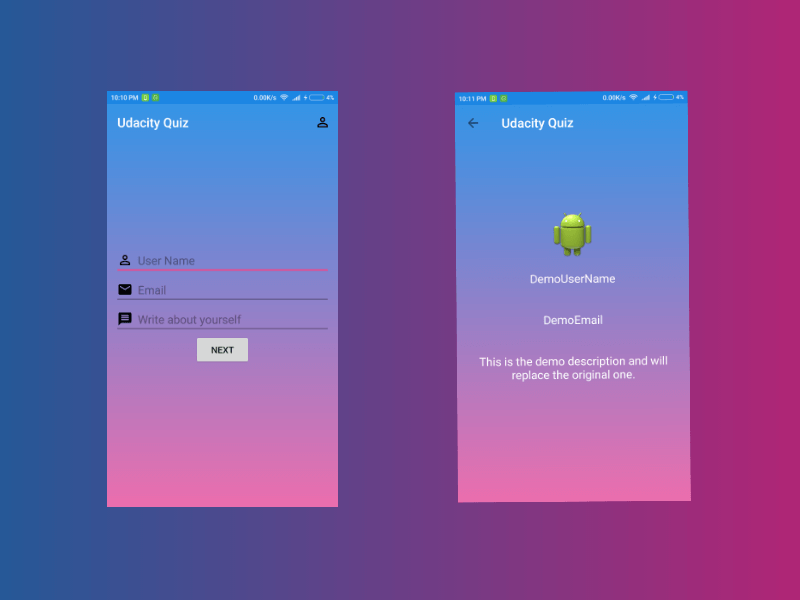 10:10 PM 0.00K/s 4%
Udacity Quiz
User Name
Email
Write about yourself
NEXT
10:11 PM 0.00K/s 4%
Udacity Quiz
DemoUserName
DemoEmail
This is the demo description and will
replace the original one.